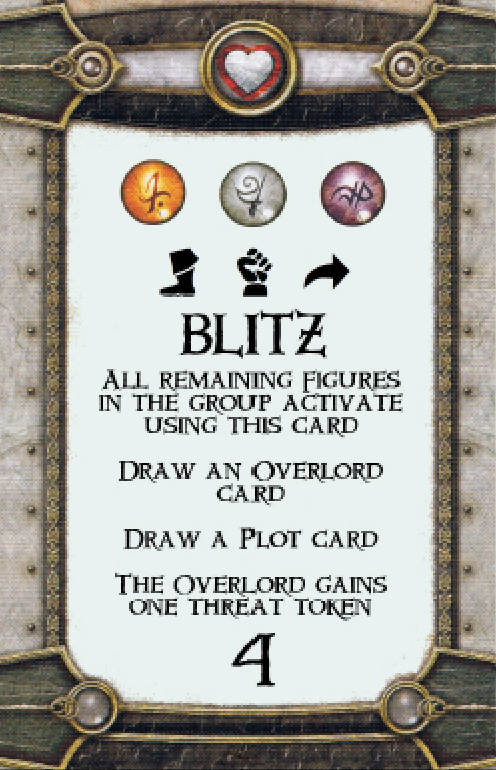 BLITZ
ALL REMAINING FIGURES
IN THE GROUP ACTIVATE
USING THIS CARD
DRAW AN OVERLORD
CARD
DRAW A PLOT CARD
THE OVERLORD GAINS
ONE THREAT TOKEN
4